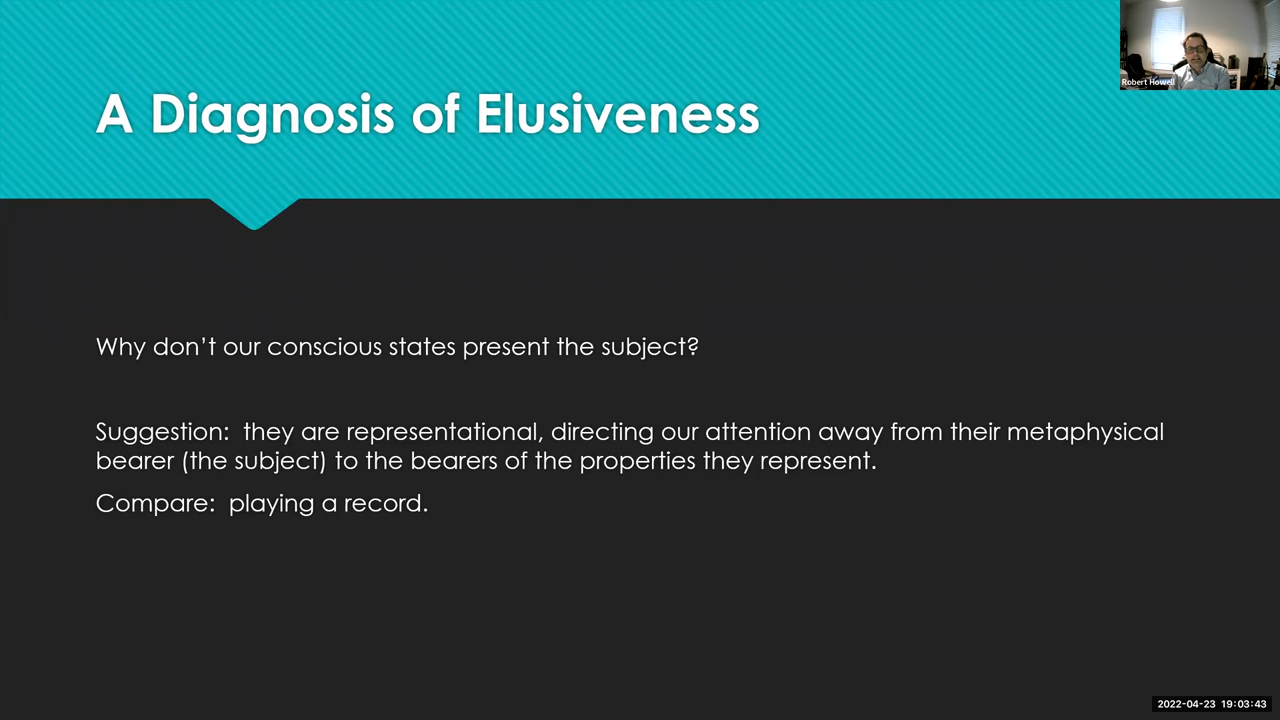 A Diagnosis of Elusiveness
Robert Howell
Why don’t our conscious states present the subject?
Suggestion:  they are representational, directing our attention away from their metaphysical
bearer (the subject) to the bearers of the properties they represent.
Compare:  playing a record.
2022-04-23 19:03:43